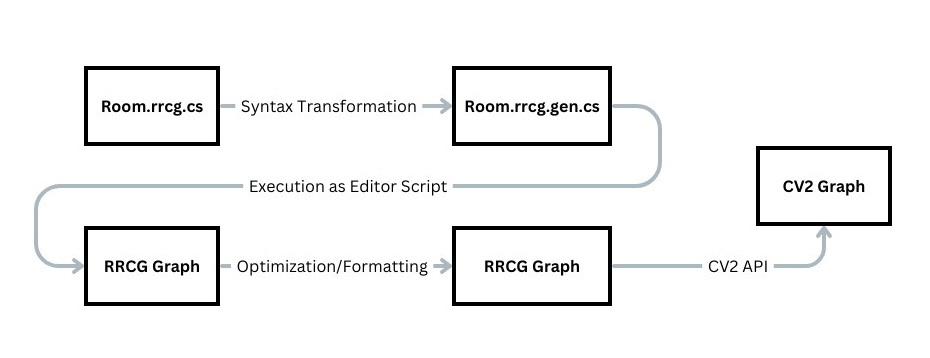 Room.rrcg.cs
Syntax Transformation
Room.rrcg.gen.cs
Execution as Editor Script
CV2 Graph
RRCG Graph
Optimization/Formatting
RRCG Graph
CV2 API